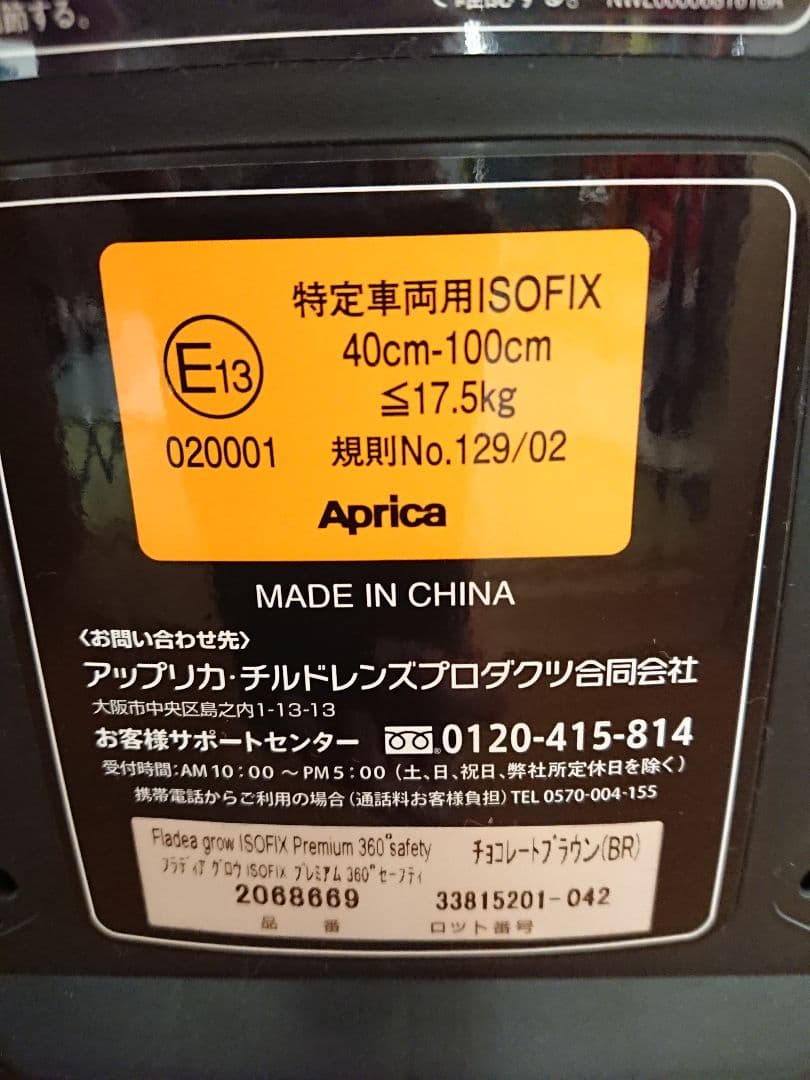 節する。
特定車両用ISOFIX
40cm-100cm
≦17.5kg
E13
020001
規則No.129/02
Aprica
MADE IN CHINA
〈お問い合わせ先〉
アップリカ・チルドレンズプロダクツ合同会社
大阪市中央区島之内1-13-13
お客様サポートセンター 0120-415-814
受付時間:AM10:00～PM5:00(土、日、祝日、弊社所定休日を除く)
携帯電話からご利用の場合(通話料お客様負担)TEL 0570-004-155
Fladea grow ISOFIX Premium 360°safety チョコレートブラウン(BR)
フラディア グロウ ISOFIX プレミアム 360°セーフティ
2068669 33815201-042
品番 ロット番号